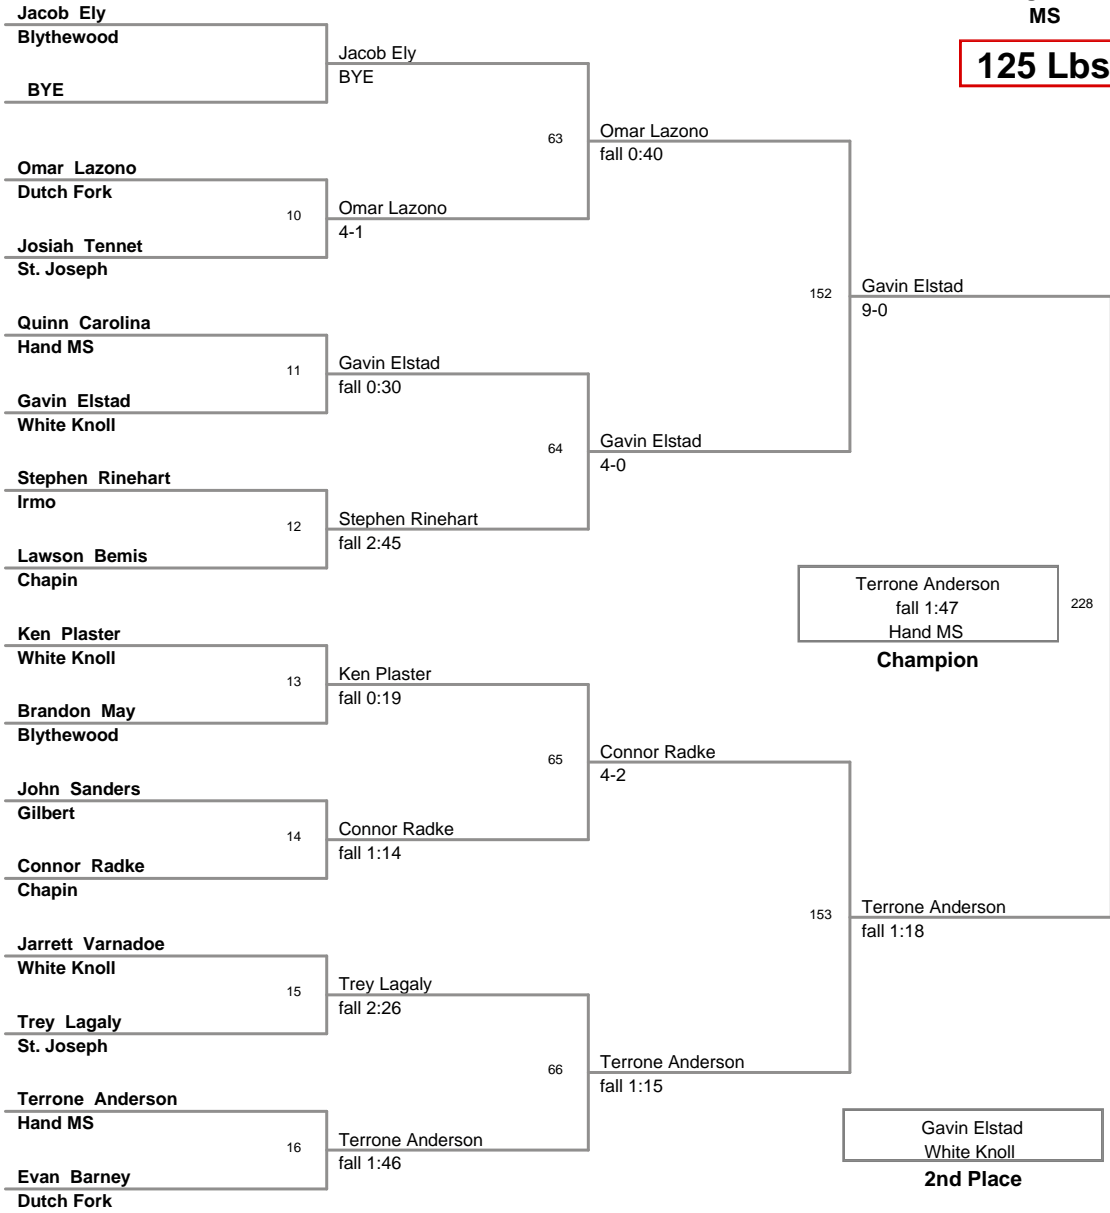 MS
125 Lbs
Jacob Ely
Blythewood
BYE
Omar Lazono
Dutch Fork
10
Josiah Tennet
St. Joseph
Quinn Carolina
Hand MS
11
Gavin Elstad
White Knoll
Stephen Rinehart
Irmo
12
Lawson Bemis
Chapin
Ken Plaster
White Knoll
13
Brandon May
Blythewood
John Sanders
Gilbert
14
Connor Radke
Chapin
Jarrett Varnadoe
White Knoll
15
Trey Lagaly
St. Joseph
Terrone Anderson
Hand MS
16
Evan Barney
Dutch Fork
Jacob Ely
BYE
63
Omar Lazono
4-1
Gavin Elstad
fall 0:30
64
Stephen Rinehart
fall 2:45
Ken Plaster
fall 0:19
65
Connor Radke
fall 1:14
Trey Lagaly
fall 2:26
66
Terrone Anderson
fall 1:46
Omar Lazono
fall 0:40
152
Gavin Elstad
4-0
Connor Radke
4-2
153
Terrone Anderson
fall 1:15
Gavin Elstad
9-0
Terrone Anderson
fall 1:47
Hand MS
228
Champion
Terrone Anderson
fall 1:18
Gavin Elstad
White Knoll
2nd Place